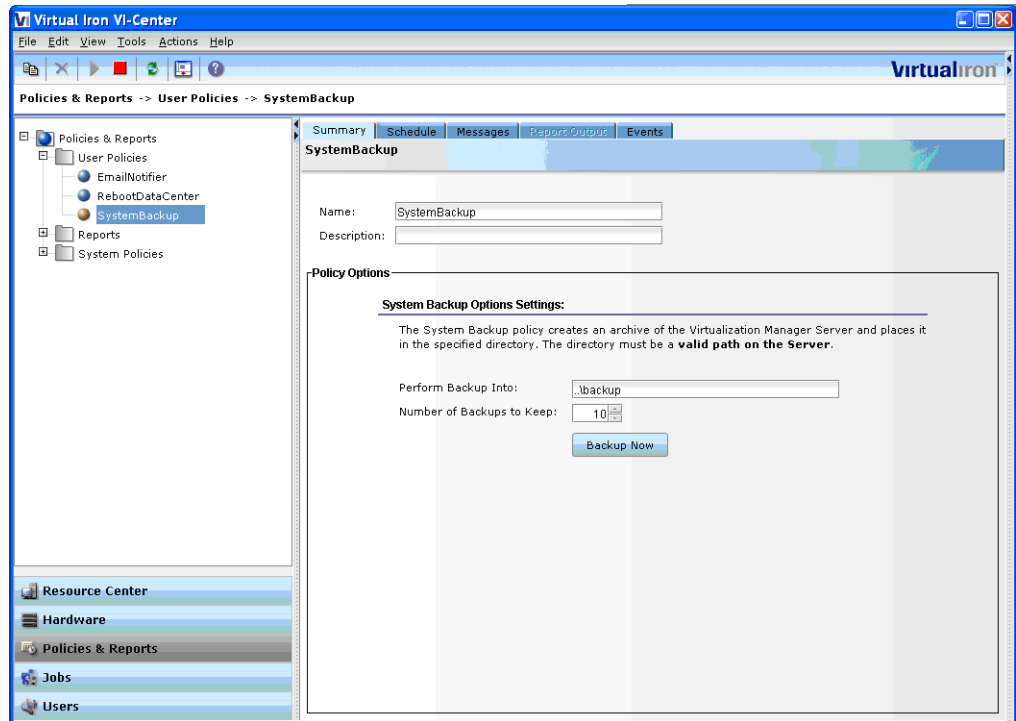 VI Virtual Iron VI-Center
File Edit View Tools Actions Help
VIrtualIron
Policies & Reports -> User Policies -> SystemBackup
Policies & Reports
User Policies
EmailNotifier
RebootDataCenter
SystemBackup
Reports
System Policies
Resource Center
Hardware
Policies & Reports
Jobs
Users
Summary Schedule Messages Report Output Events
SystemBackup
Name: SystemBackup
Description:
Policy Options
System Backup Options Settings:
The System Backup policy creates an archive of the Virtualization Manager Server and places it
in the specified directory. The directory must be a valid path on the Server.
Perform Backup Into: ..\backup
Number of Backups to Keep: 10
Backup Now